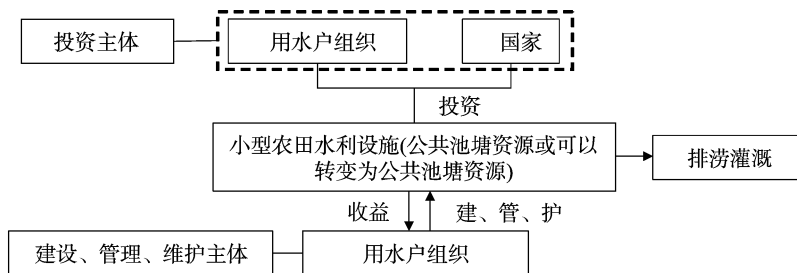 投资主体
用水户组织
国家
投资
小型农田水利设施(公共池塘资源或可以
转变为公共池塘资源)
排涝灌溉
收益
建、管、护
建设、管理、维护主体
用水户组织